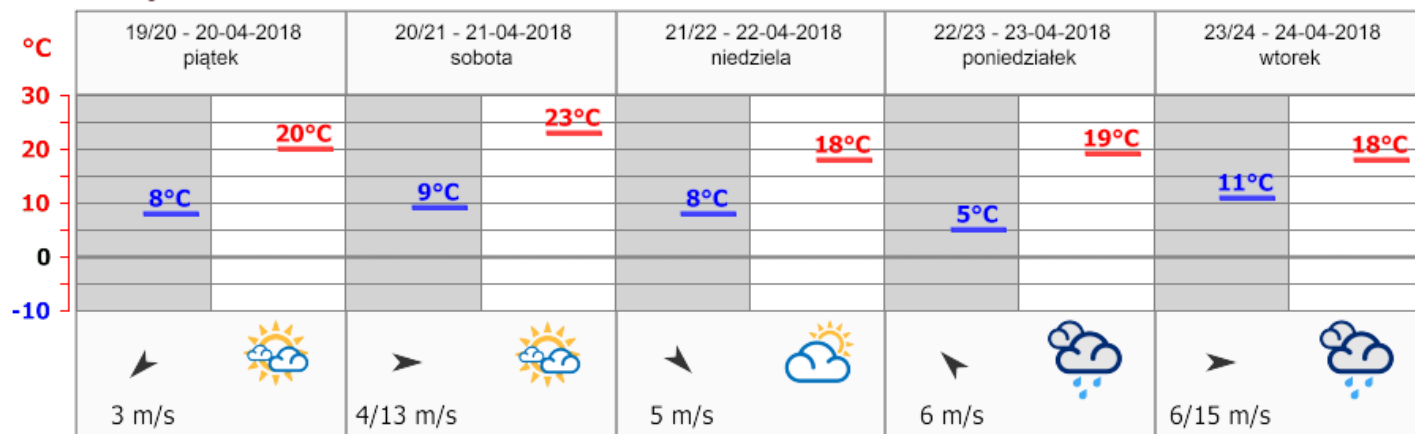 °C
19/20 - 20-04-2018
piątek
20/21 - 21-04-2018
sobota
21/22 - 22-04-2018
niedziela
22/23 - 23-04-2018
poniedziałek
23/24 - 24-04-2018
wtorek
30
20
10
0
-10
8°C
20°C
9°C
23°C
8°C
18°C
5°C
19°C
11°C
18°C
3 m/s
4/13 m/s
5 m/s
6 m/s
6/15 m/s